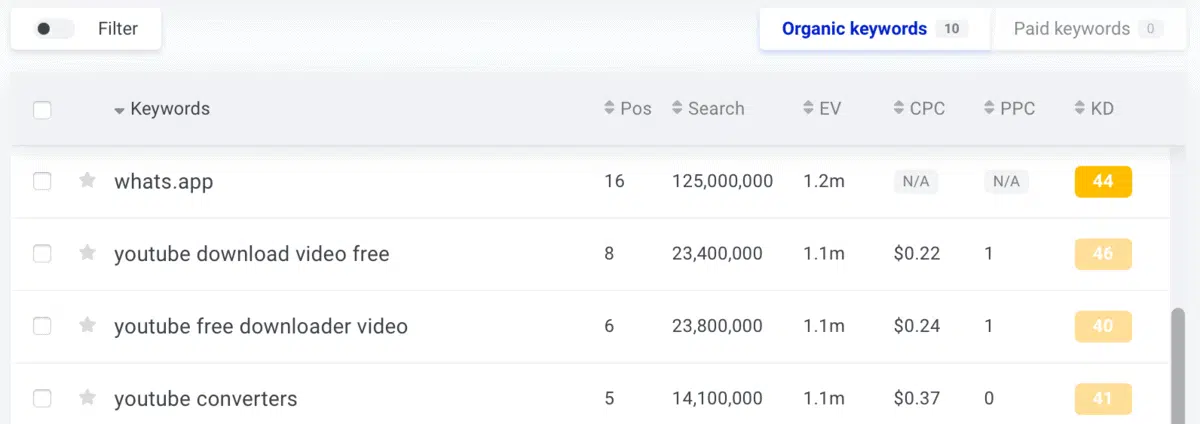 Filter Organic keywords 10 Paid keywords 0
Keywords Pos Search EV CPC PPC KD
whats.app 16 125,000,000 1.2m N/A N/A 44
youtube download video free 8 23,400,000 1.1m $0.22 1 46
youtube free downloader video 6 23,800,000 1.1m $0.24 1 40
youtube converters 5 14,100,000 1.1m $0.37 0 41